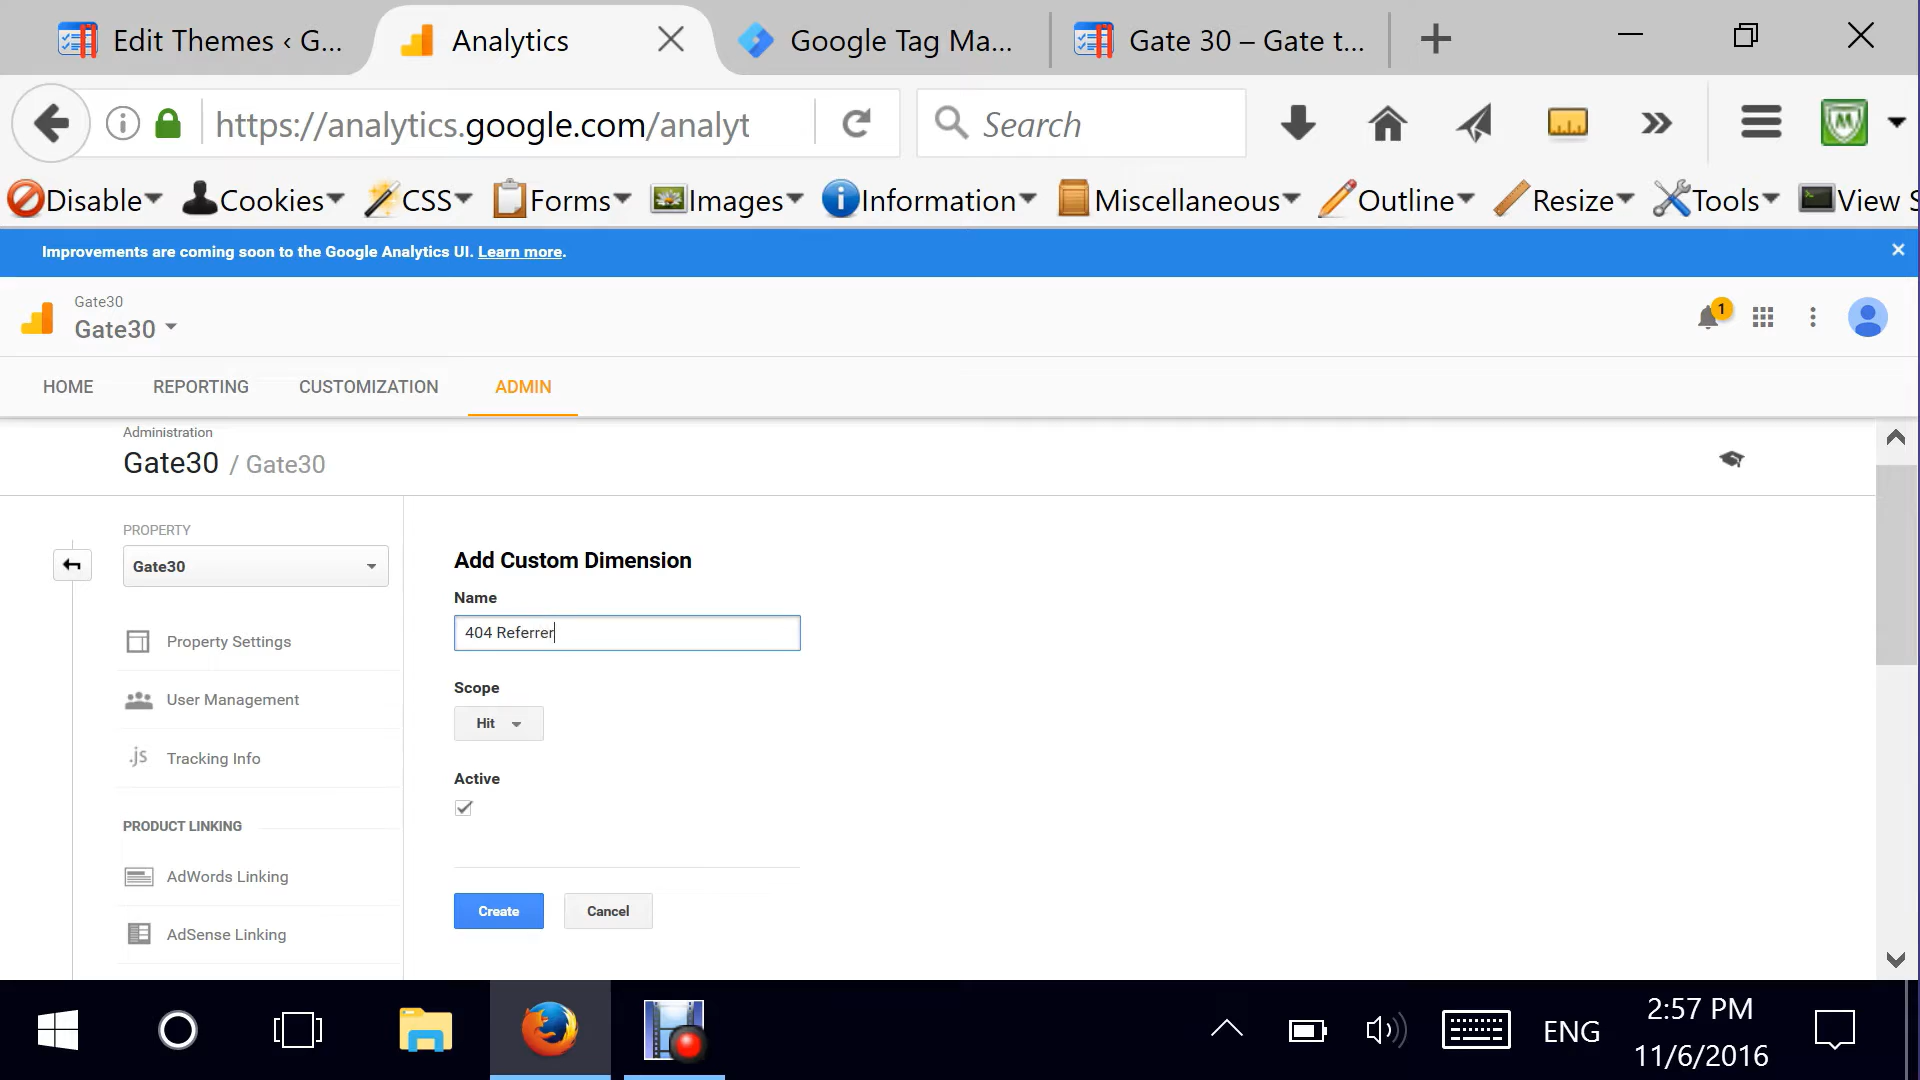 Edit Themes ‹ G...
Analytics
Google Tag Ma...
Gate 30 – Gate t...
https://analytics.google.com/analyt
Search
Disable
Cookies
CSS
Forms
Images
Information
Miscellaneous
Outline
Resize
Tools
View S
Improvements are coming soon to the Google Analytics UI. Learn more.
Gate30
Gate30
1
HOME
REPORTING
CUSTOMIZATION
ADMIN
Administration
Gate30 / Gate30
PROPERTY
Gate30
Property Settings
User Management
.js
Tracking Info
PRODUCT LINKING
AdWords Linking
AdSense Linking
Add Custom Dimension
Name
404 Referrer
Scope
Hit
Active
Create
Cancel
ENG
2:57 PM
11/6/2016